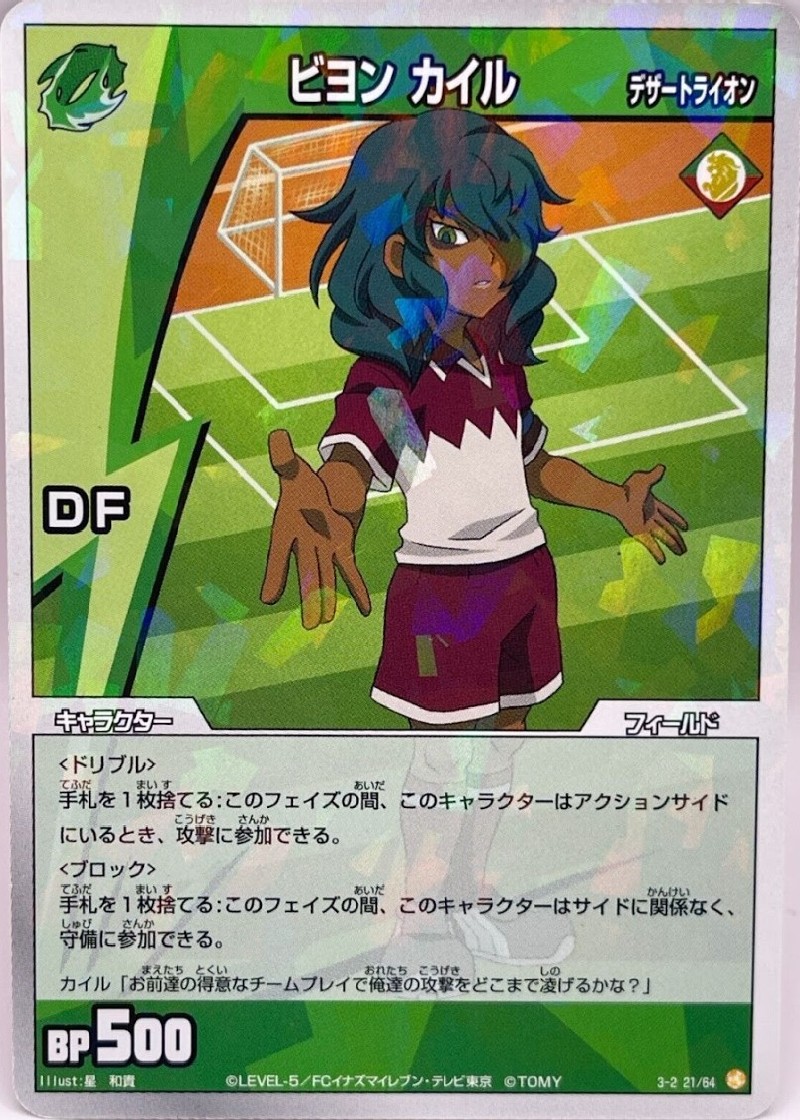 ビヨン カイル
デザートライオン
DF
キャラクター
フィールド
<ドリブル>
手札を1枚捨てる:このフェイズの間、このキャラクターはアクションサイド
にいるとき、攻撃に参加できる。
<ブロック>
手札を1枚捨てる:このフェイズの間、このキャラクターはサイドに関係なく、
守備に参加できる。
カイル「お前達の得意なチームプレイで俺達の攻撃をどこまで凌げるかな?」
BP500
Illust:星 和貴
©LEVEL-5/FCイナズマイレブン・テレビ東京 ©TOMY
3-2 21/64